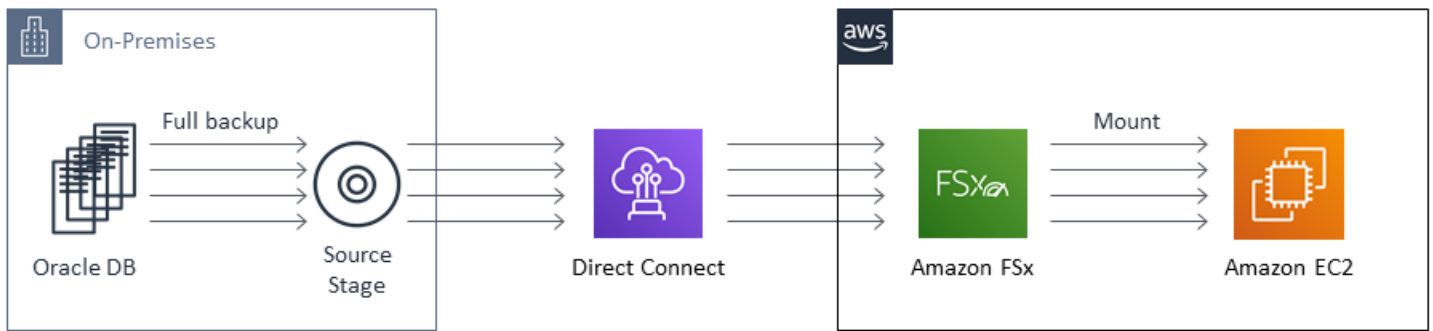 On-Premises
aws
Full backup
Mount
FSx
Oracle DB
Source
Stage
Direct Connect
Amazon FSx
Amazon EC2